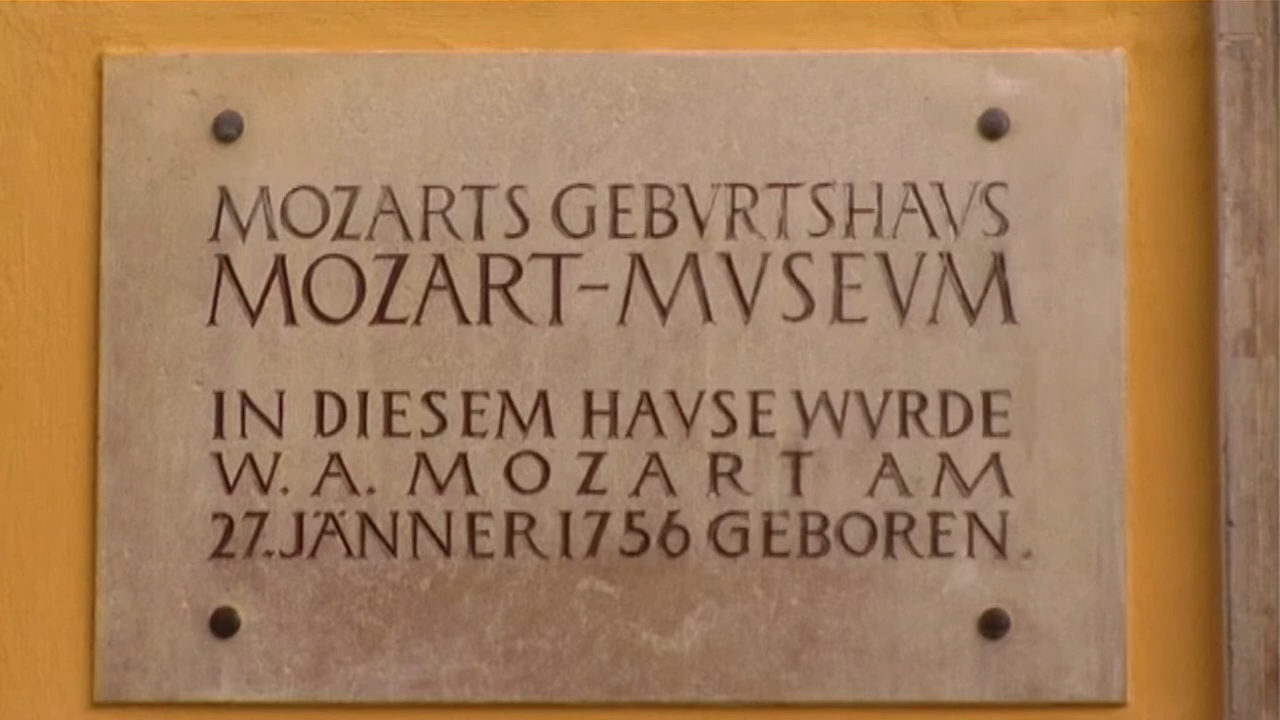 MOZARTS GEBVRTSHAVS
MOZART-MVSEVM
IN DIESEM HAVSE WVRDE
W. A. MOZART AM
27. JÄNNER 1756 GEBOREN.